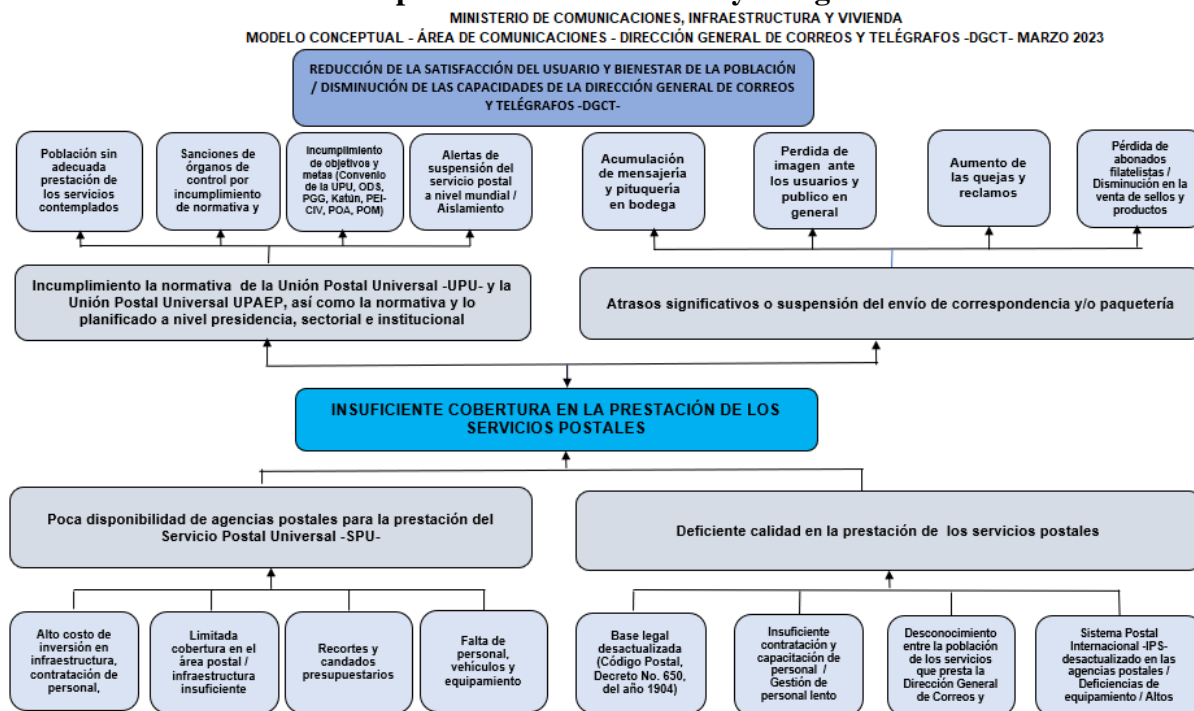 MINISTERIO DE COMUNICACIONES, INFRAESTRUCTURA Y VIVIENDA
MODELO CONCEPTUAL - ÁREA DE COMUNICACIONES - DIRECCIÓN GENERAL DE CORREOS Y TELÉGRAFOS -DGCT- MARZO 2023
REDUCCIÓN DE LA SATISFACCIÓN DEL USUARIO Y BIENESTAR DE LA POBLACIÓN
/ DISMINUCIÓN DE LAS CAPACIDADES DE LA DIRECCIÓN GENERAL DE CORREOS
Y TELÉGRAFOS -DGCT-
Población sin
adecuada
prestación de
los servicios
contemplados
Sanciones de
órganos de
control por
incumplimiento
de normativa y
Incumplimiento
de objetivos y
metas (Convenio
de la UPU, ODS,
PGG, Katún, PEI-
CIV, POA, POM)
Alertas de
suspensión del
servicio postal
a nivel mundial /
Aislamiento
Acumulación
de mensajería
y pituquería
en bodega
Perdida de
imagen ante
los usuarios y
publico en
general
Aumento de
las quejas y
reclamos
Pérdida de
abonados
filatelistas /
Disminución en la
venta de sellos y
productos
Incumplimiento la normativa de la Unión Postal Universal -UPU- y la
Unión Postal Universal UPAEP, así como la normativa y lo
planificado a nivel presidencia, sectorial e institucional
Atrasos significativos o suspensión del envío de correspondencia y/o paquetería
INSUFICIENTE COBERTURA EN LA PRESTACIÓN DE LOS
SERVICIOS POSTALES
Poca disponibilidad de agencias postales para la prestación del
Servicio Postal Universal -SPU-
Deficiente calidad en la prestación de los servicios postales
Alto costo de
inversión en
infraestructura,
contratación de
personal,
Limitada
cobertura en el
área postal /
infraestructura
insuficiente
Recortes y
candados
presupuestarios
Falta de
personal,
vehículos y
equipamiento
Base legal
desactualizada
(Código Postal,
Decreto No. 650,
del año 1904)
Insuficiente
contratación y
capacitación de
personal /
Gestión de
personal lento
Desconocimiento
entre la población
de los servicios
que presta la
Dirección General
de Correos y
Sistema Postal
Internacional -IPS-
desactualizado en las
agencias postales /
Deficiencias de
equipamiento / Altos